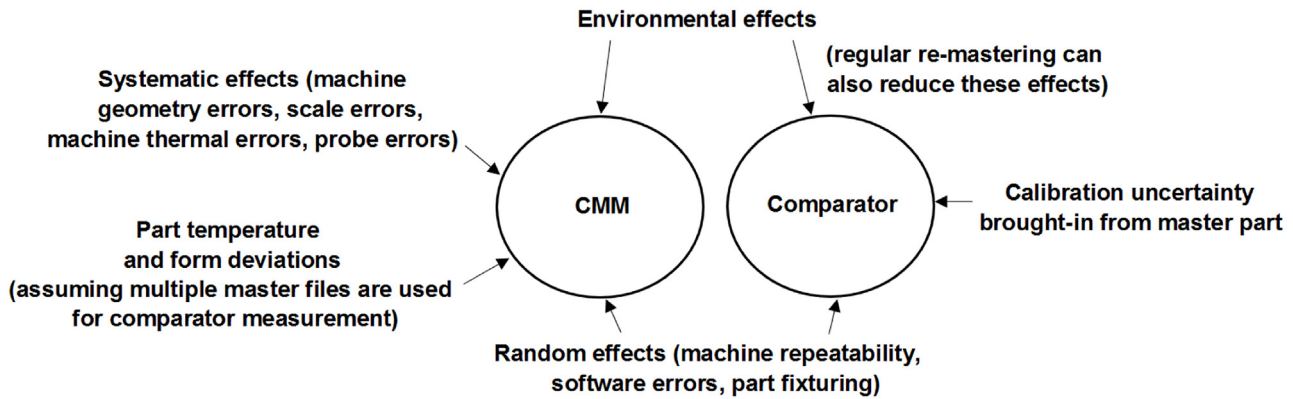 Environmental effects
(regular re-mastering can
also reduce these effects)
Systematic effects (machine
geometry errors, scale errors,
machine thermal errors, probe errors)
CMM
Comparator
Calibration uncertainty
brought-in from master part
Part temperature
and form deviations
(assuming multiple master files are used
for comparator measurement)
Random effects (machine repeatability,
software errors, part fixturing)